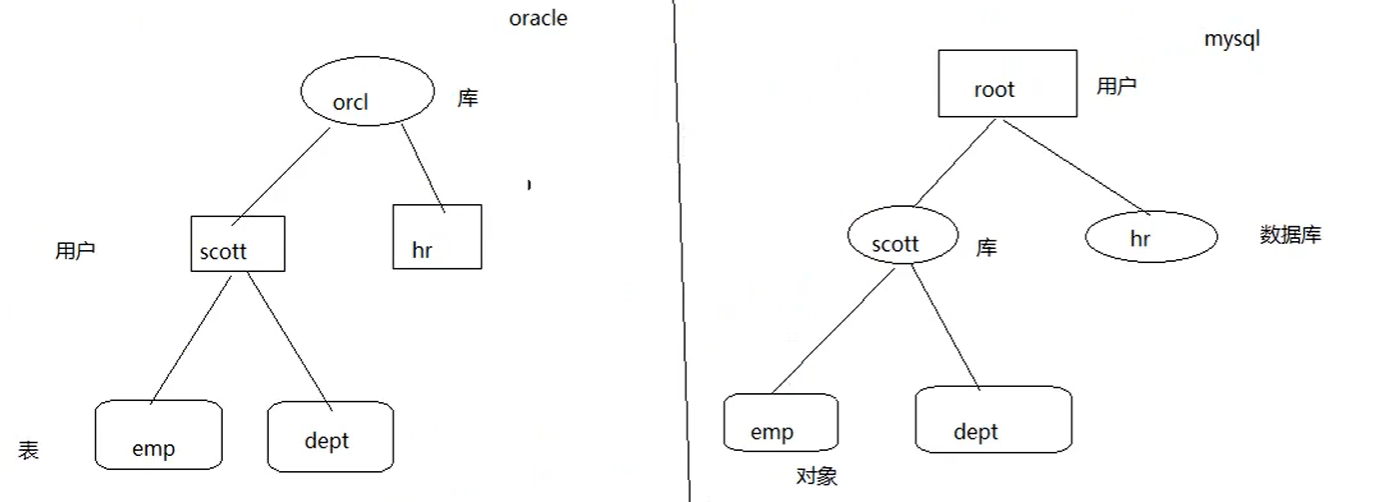 oracle
orcl
库
用户
scott
hr
表
emp
dept
mysql
root
用户
scott
库
hr
数据库
emp
dept
对象